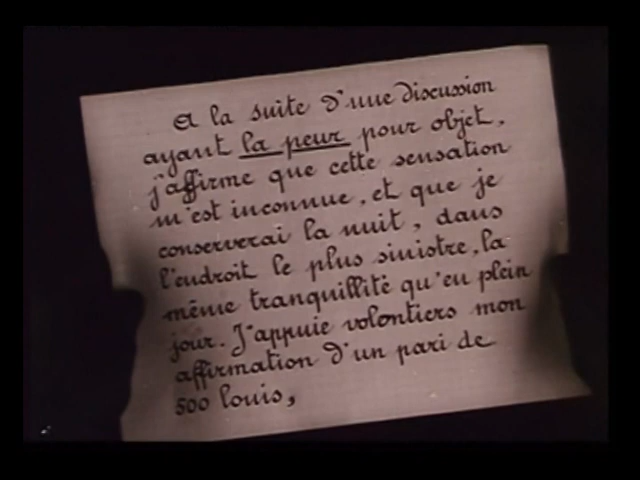 A la suite d'une discussion
ayant la peur pour objet,
j'affirme que cette sensation
m'est inconnue, et que je
conserverai la nuit, dans
l'endroit le plus sinistre, la
même tranquillité qu'en plein
jour. J'appuie volontiers mon
affirmation d'un pari de
500 louis,